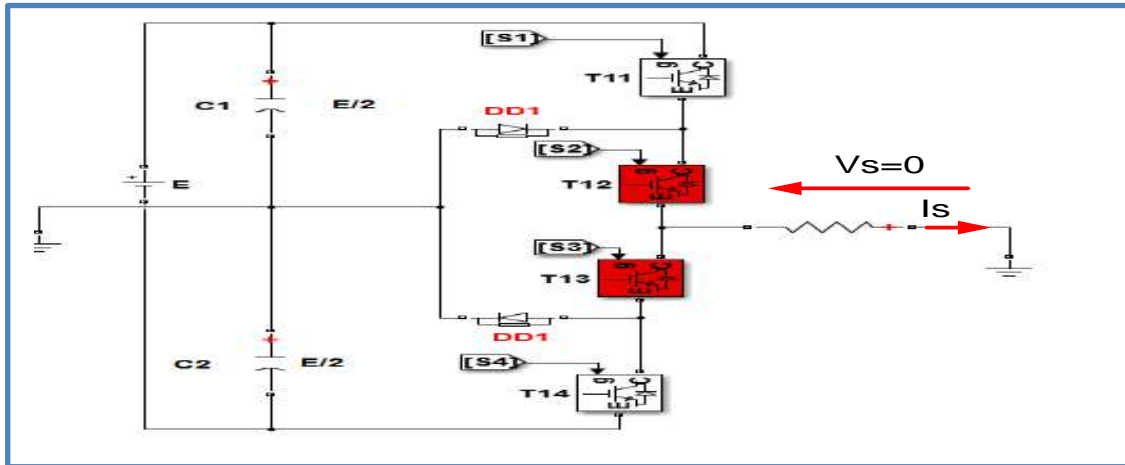 [S1]
T11
C1
E/2
DD1
[S2]
T12
E
Vs=0
Is
[S3]
T13
DD1
C2
E/2
[S4]
T14
g C
E
g C
E
g C
E
g C
E